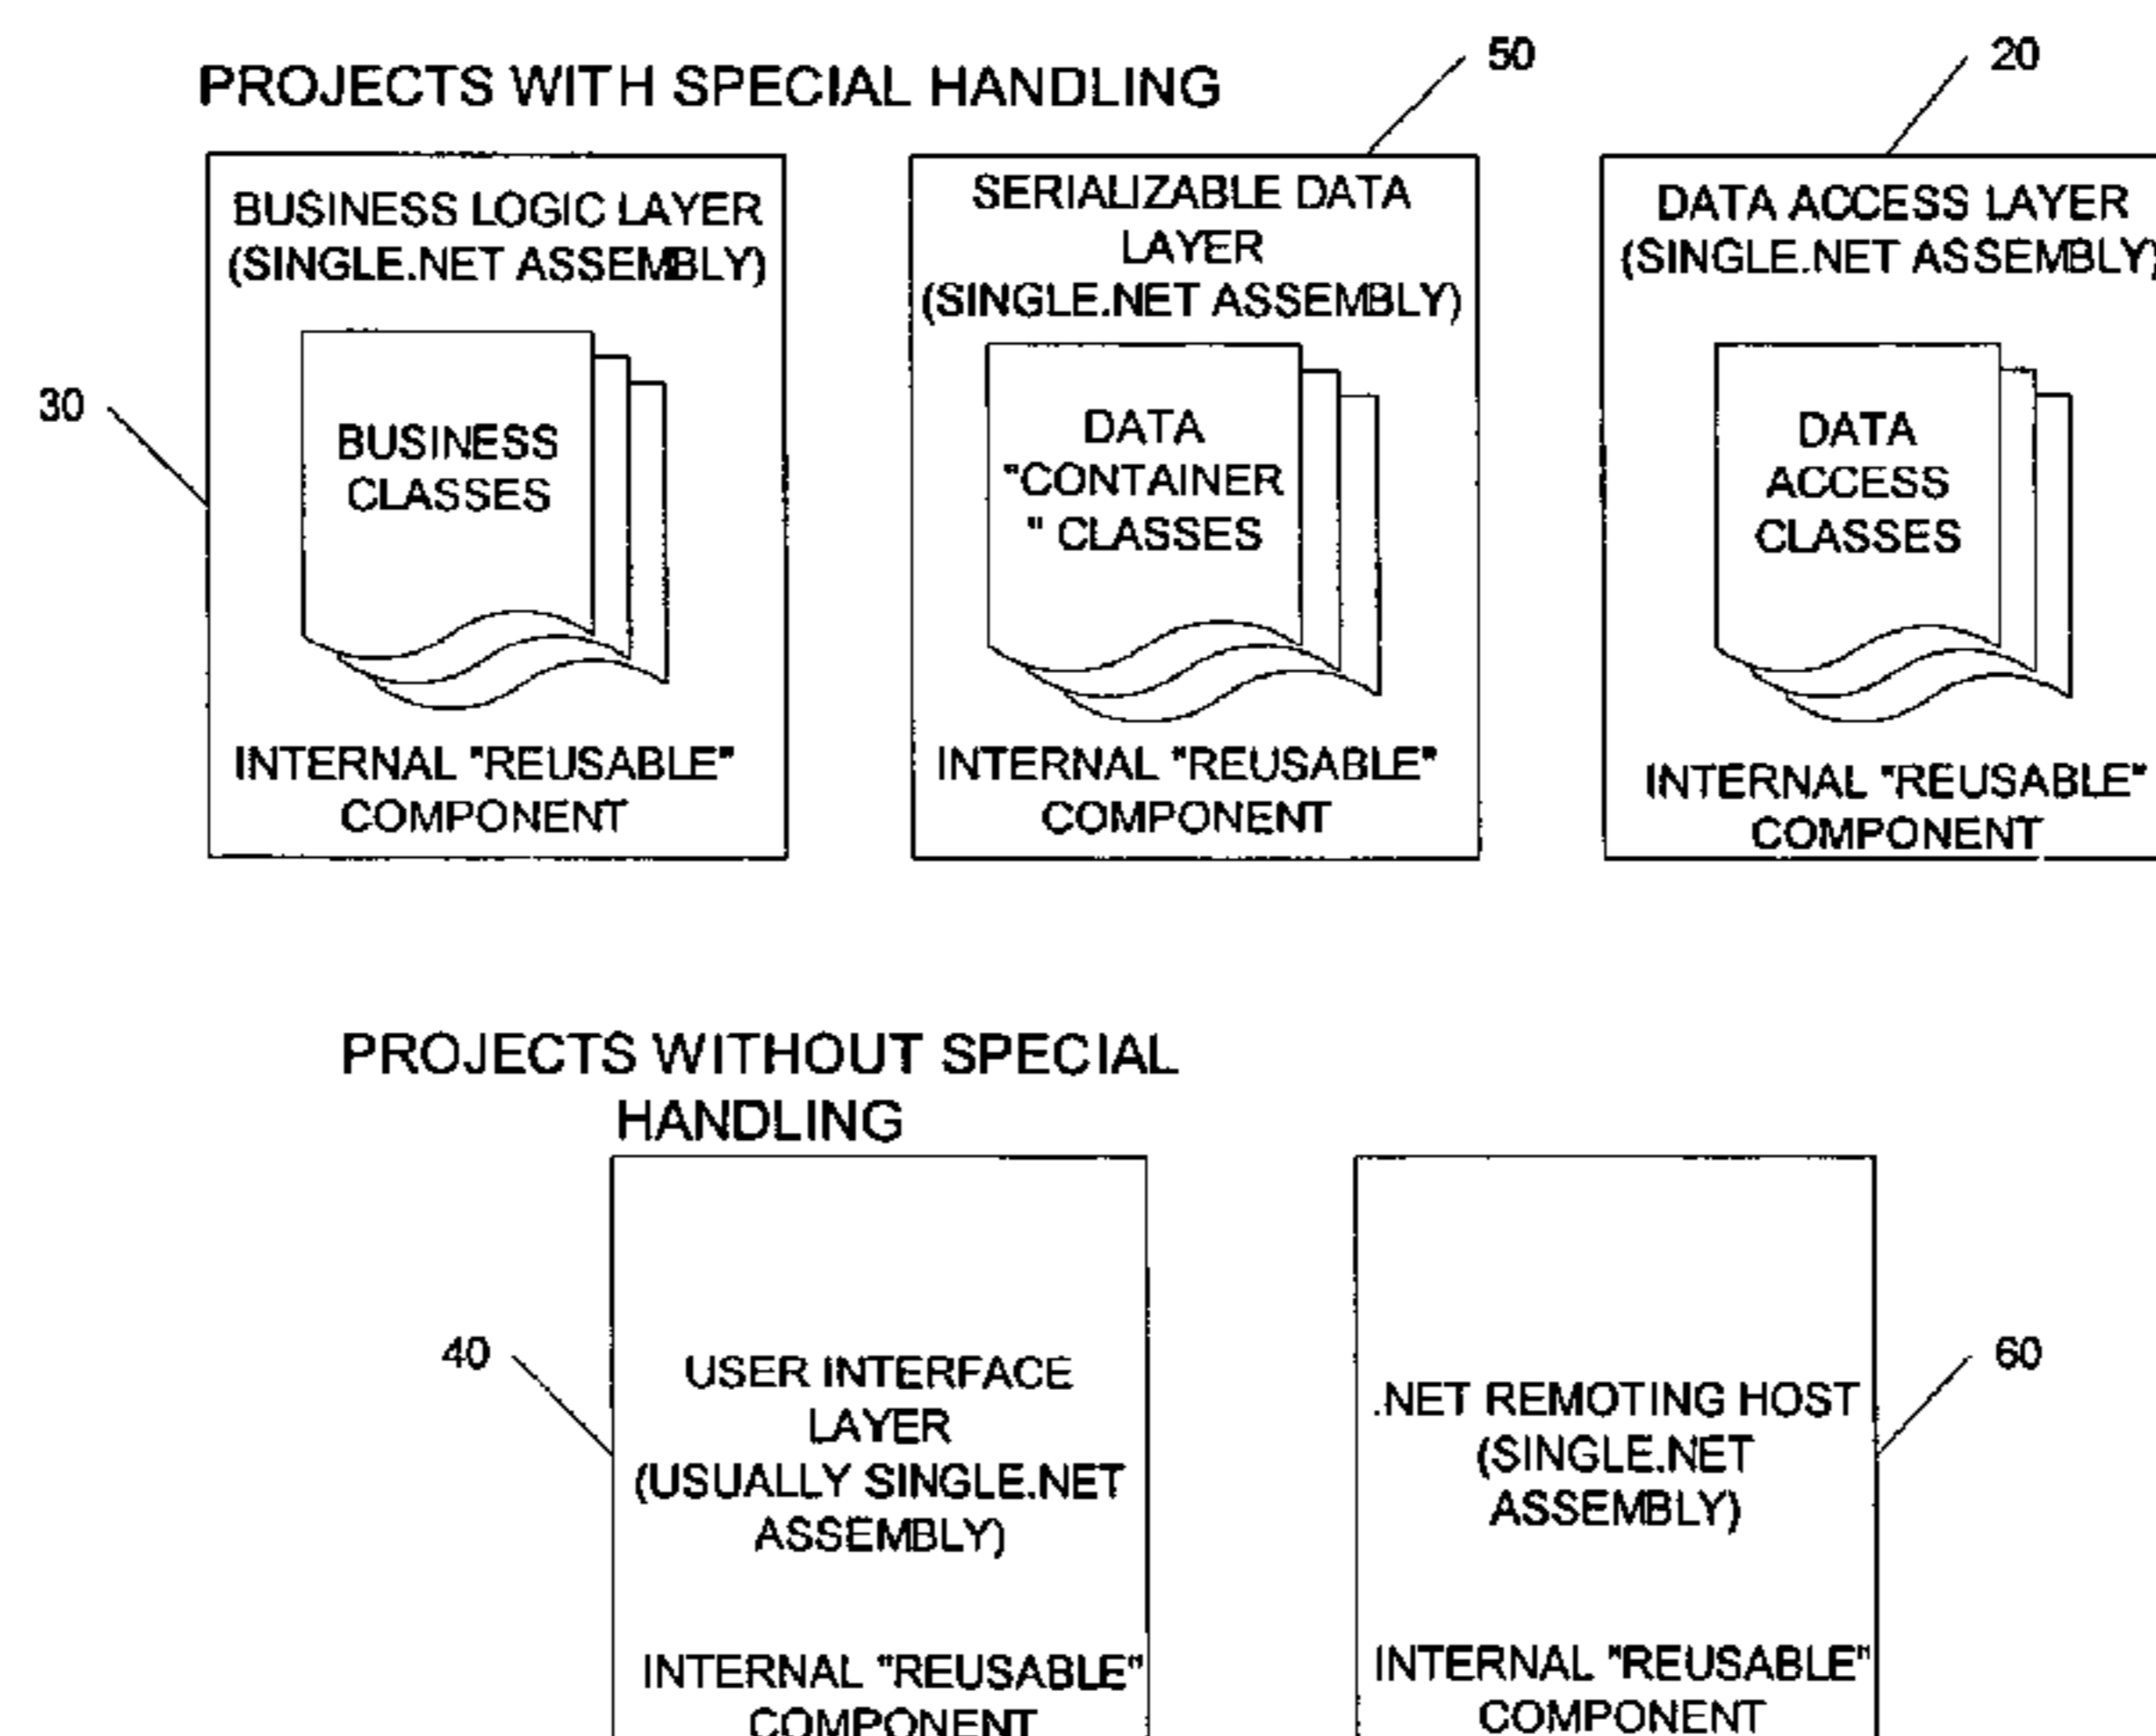 50
20
PROJECTS WITH SPECIAL HANDLING
BUSINESS LOGIC LAYER
(SINGLE.NET ASSEMBLY)
30
BUSINESS
CLASSES
INTERNAL "REUSABLE"
COMPONENT
SERIALIZABLE DATA
LAYER
(SINGLE.NET ASSEMBLY)
DATA
"CONTAINER
" CLASSES
INTERNAL "REUSABLE"
COMPONENT
DATA ACCESS LAYER
(SINGLE.NET ASSEMBLY)
DATA
ACCESS
CLASSES
INTERNAL "REUSABLE"
COMPONENT
PROJECTS WITHOUT SPECIAL
HANDLING
40
USER INTERFACE
LAYER
(USUALLY SINGLE.NET
ASSEMBLY)
INTERNAL "REUSABLE"
COMPONENT
60
.NET REMOTING HOST
(SINGLE.NET
ASSEMBLY)
INTERNAL "REUSABLE"
COMPONENT